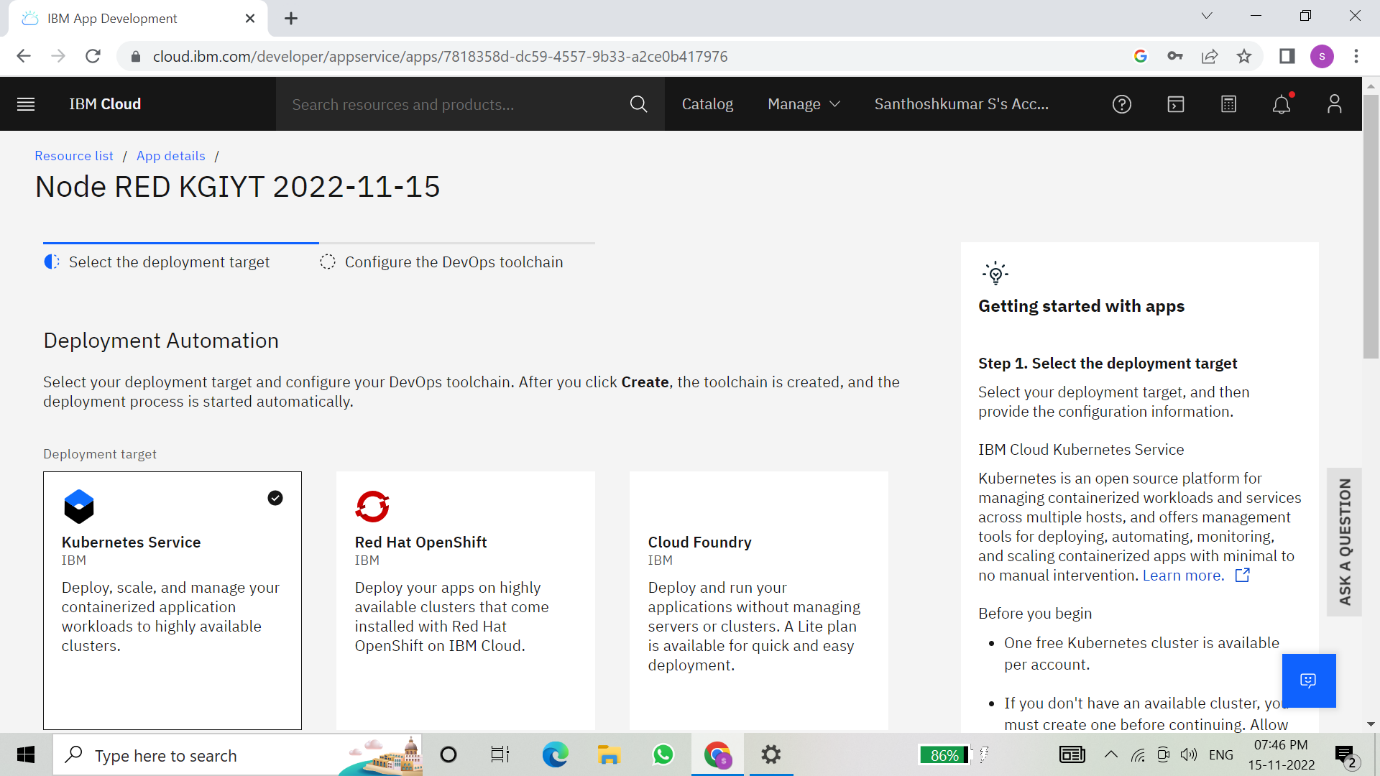 IBM App Development
cloud.ibm.com/developer/appservice/apps/7818358d-dc59-4557-9b33-a2ce0b417976
S
IBM Cloud
Search resources and products...
Catalog
Manage
Santhoshkumar S's Acc...
Resource list / App details /
Node RED KGIYT 2022-11-15
Select the deployment target
Configure the DevOps toolchain
Deployment Automation
Select your deployment target and configure your DevOps toolchain. After you click Create, the toolchain is created, and the
deployment process is started automatically.
Deployment target
Kubernetes Service
IBM
Deploy, scale, and manage your
containerized application
workloads to highly available
clusters.
Red Hat OpenShift
IBM
Deploy your apps on highly
available clusters that come
installed with Red Hat
OpenShift on IBM Cloud.
Cloud Foundry
IBM
Deploy and run your
applications without managing
servers or clusters. A Lite plan
is available for quick and easy
deployment.
Getting started with apps
Step 1. Select the deployment target
Select your deployment target, and then
provide the configuration information.
IBM Cloud Kubernetes Service
Kubernetes is an open source platform for
managing containerized workloads and services
across multiple hosts, and offers management
tools for deploying, automating, monitoring,
and scaling containerized apps with minimal to
no manual intervention. Learn more.
Before you begin
• One free Kubernetes cluster is available
per account.
• If you don't have an available cluster, you
must create one before continuing. Allow
ASK A QUESTION
Type here to search
S
86%
ENG
07:46 PM
15-11-2022
2